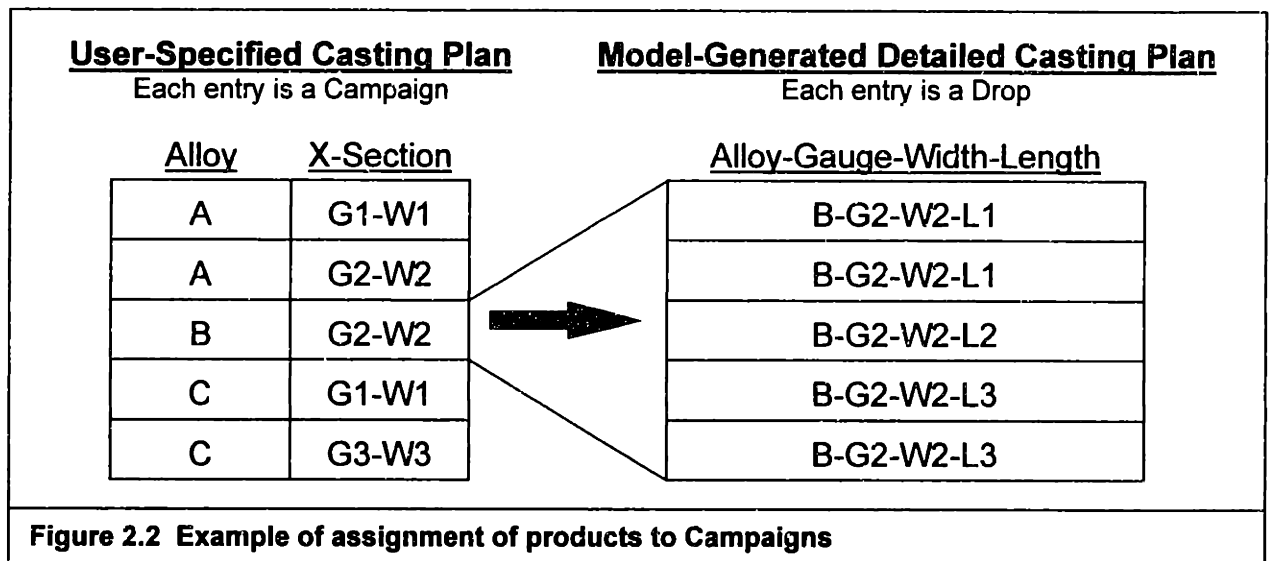 User-Specified Casting Plan
Each entry is a Campaign
Alloy X-Section
A G1-W1
A G2-W2
B G2-W2
C G1-W1
C G3-W3
Model-Generated Detailed Casting Plan
Each entry is a Drop
Alloy-Gauge-Width-Length
B-G2-W2-L1
B-G2-W2-L1
B-G2-W2-L2
B-G2-W2-L3
B-G2-W2-L3
Figure 2.2 Example of assignment of products to Campaigns